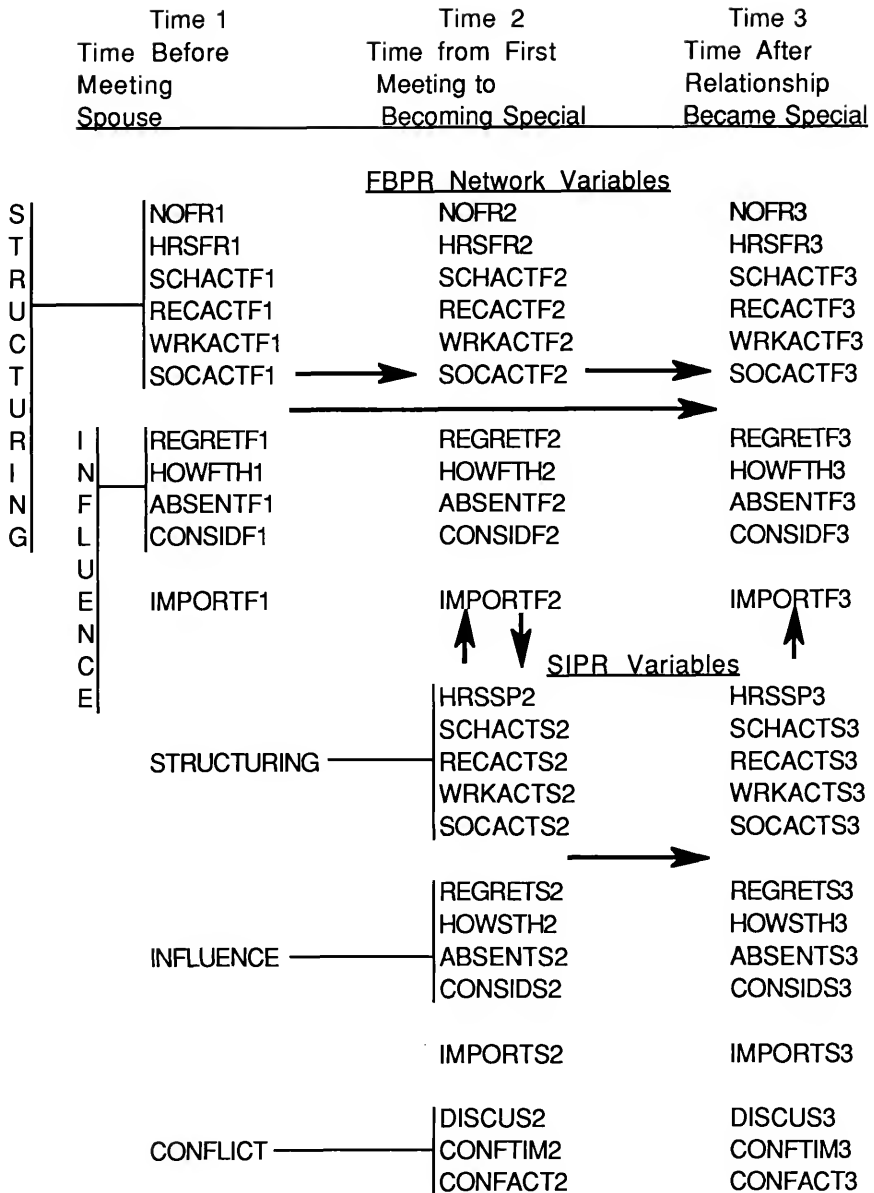 Time 1 Time 2 Time 3
Time Before Time from First Time After
Meeting Meeting to Relationship
Spouse Becoming Special Became Special
FBPR Network Variables
STRUCTURING
INFLUENCE
NOFR1 NOFR2 NOFR3
HRSFR1 HRSFR2 HRSFR3
SCHACTF1 SCHACTF2 SCHACTF3
RECACTF1 RECACTF2 RECACTF3
WRKACTF1 WRKACTF2 WRKACTF3
SOCACTF1 SOCACTF2 SOCACTF3
REGRETF1 REGRETF2 REGRETF3
HOWFTH1 HOWFTH2 HOWFTH3
ABSENTF1 ABSENTF2 ABSENTF3
CONSIDF1 CONSIDF2 CONSIDF3
IMPORTF1 IMPORTF2 IMPORTF3
SIPR Variables
HRSSP2 HRSSP3
SCHACTS2 SCHACTS3
STRUCTURING RECACTS2 RECACTS3
WRKACTS2 WRKACTS3
SOCACTS2 SOCACTS3
REGRETS2 REGRETS3
HOWSTH2 HOWSTH3
INFLUENCE ABSENTS2 ABSENTS3
CONSIDS2 CONSIDS3
IMPORTS2 IMPORTS3
DISCUS2 DISCUS3
CONFLICT CONFTIM2 CONFTIM3
CONFACT2 CONFACT3